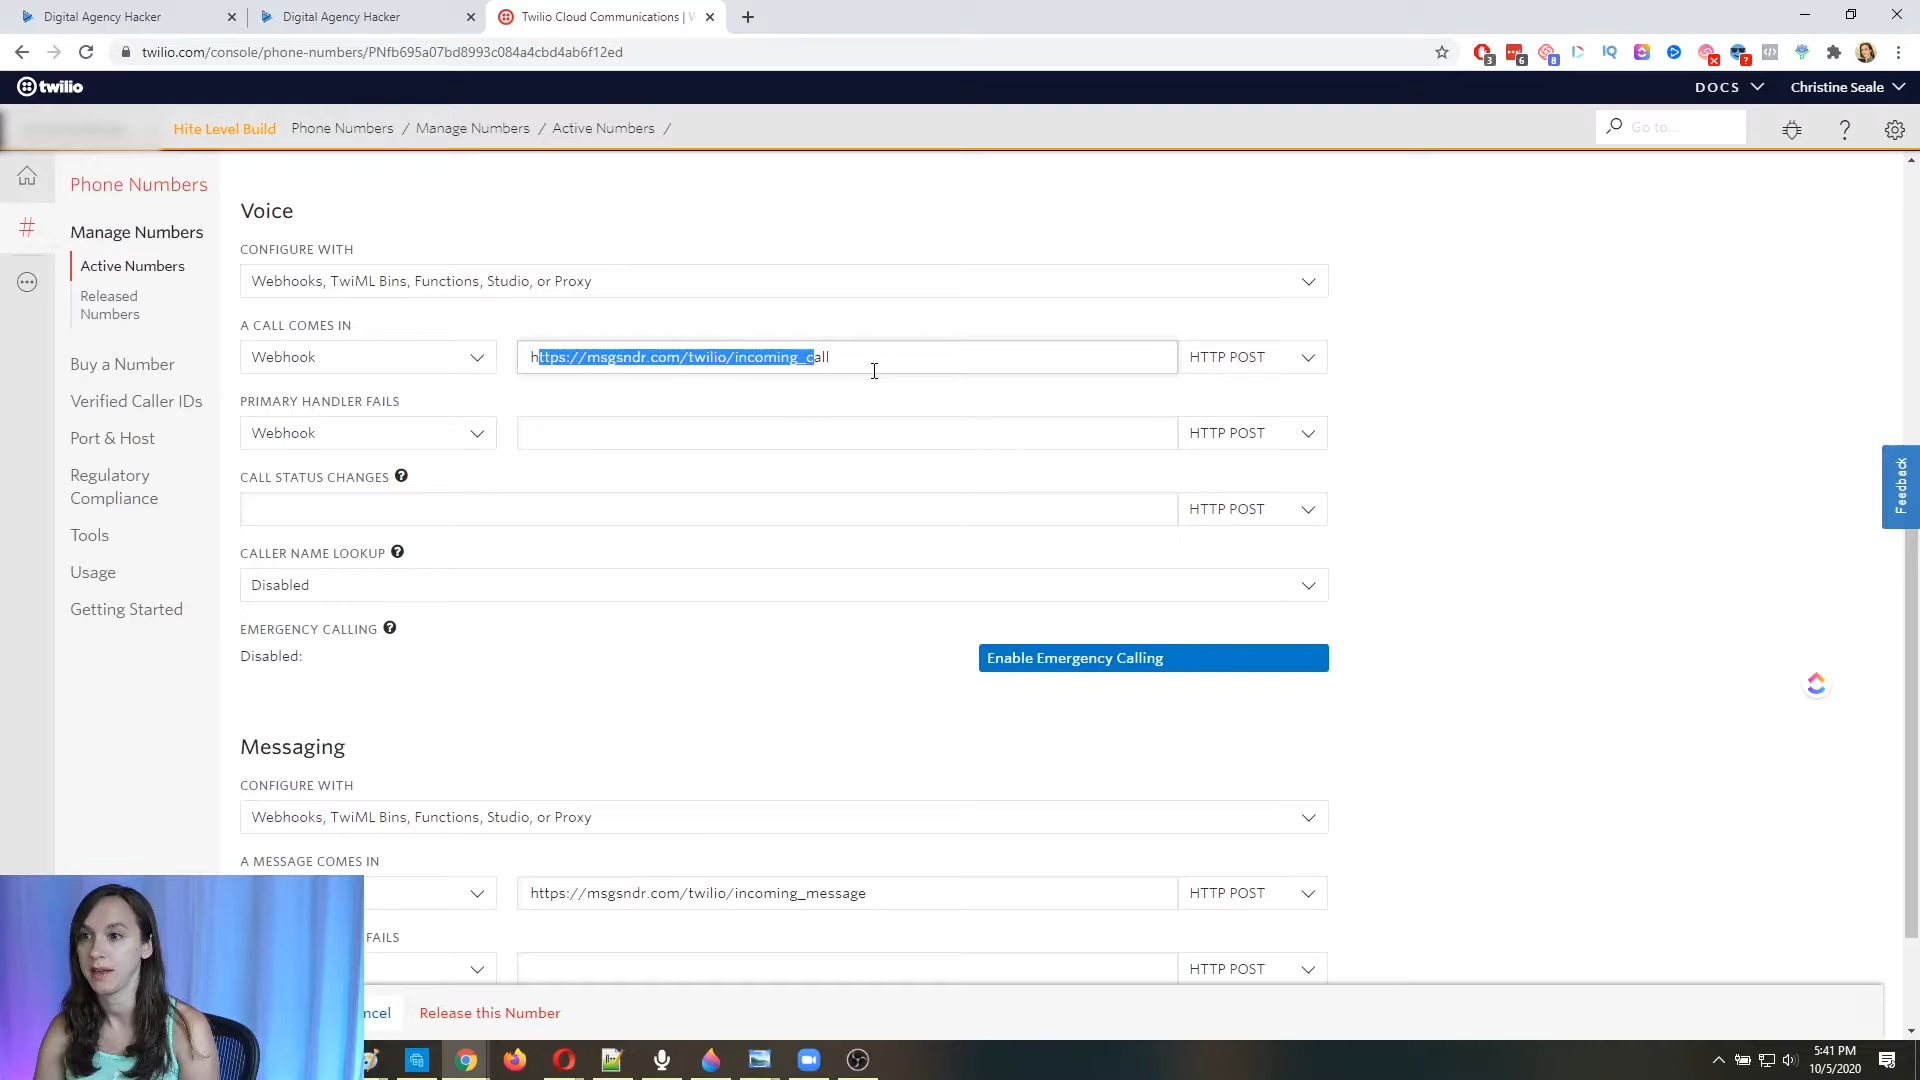 Digital Agency Hacker
Digital Agency Hacker
Twilio Cloud Communications |
twilio.com/console/phone-numbers/PNfb695a07bd8993c084a4cbd4ab6f12ed
3
6
8
IQ
?
twilio
DOCS
Christine Seale
Hite Level Build
Phone Numbers / Manage Numbers / Active Numbers /
Go to...
Phone Numbers
Manage Numbers
Active Numbers
Released
Numbers
Buy a Number
Verified Caller IDs
Port & Host
Regulatory
Compliance
Tools
Usage
Getting Started
Voice
CONFIGURE WITH
Webhooks, TwiML Bins, Functions, Studio, or Proxy
A CALL COMES IN
Webhook
https://msgsndr.com/twilio/incoming_call
HTTP POST
PRIMARY HANDLER FAILS
Webhook
HTTP POST
CALL STATUS CHANGES
HTTP POST
CALLER NAME LOOKUP
Disabled
EMERGENCY CALLING
Disabled:
Enable Emergency Calling
Messaging
CONFIGURE WITH
Webhooks, TwiML Bins, Functions, Studio, or Proxy
A MESSAGE COMES IN
https://msgsndr.com/twilio/incoming_message
HTTP POST
FAILS
HTTP POST
ncel
Release this Number
Feedback
5:41 PM
10/5/2020